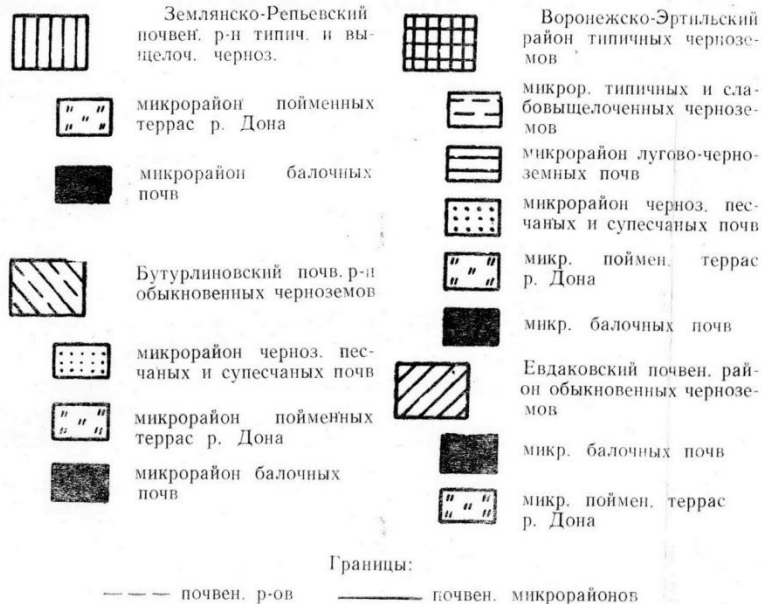 Землянско-Репьевский
почвен. р-н типич. и вы-
щелоч. черноз.
микрорайон пойменных
террас р. Дона
микрорайон балочных
почв
Бутурлиновский почв. р-н
обыкновенных черноземов
микрорайон черноз. пес-
чаных и супесчаных почв
микрорайон пойменных
террас р. Дона
микрорайон балочных
почв
Воронежско-Эртильский
район типичных чернозе-
мов
микрор. типичных и сла-
бовыщелоченных чернозе-
мов
микрорайон лугово-черно-
земных почв
микрорайон черноз. пес-
чаных и супесчаных почв
микр. поймен. террас
р. Дона
микр. балочных почв
Евдаковский почвен. рай-
он обыкновенных чернозе-
мов
микр. балочных почв
микр. поймен. террас
р. Дона
Границы:
почвен. р-ов
почвен. микрорайонов